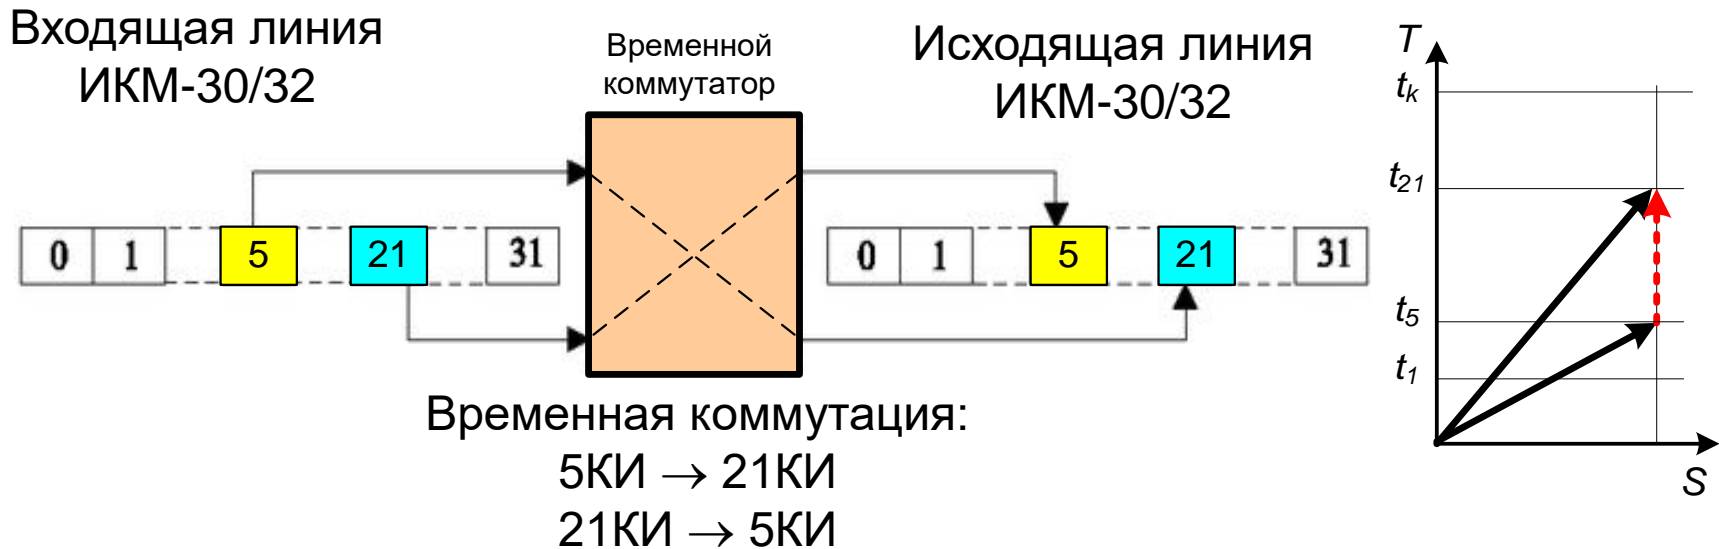 Входящая линия
ИКМ-30/32
Временной
коммутатор
Исходящая линия
ИКМ-30/32
0 1 5 21 31
0 1 5 21 31
Временная коммутация:
5КИ → 21КИ
21КИ → 5КИ
T
tk
t21
t5
t1
S